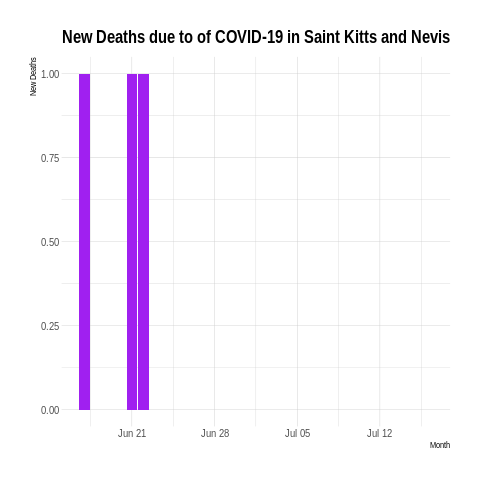 New Deaths due to of COVID-19 in Saint Kitts and Nevis
New Deaths
1.00
0.75
0.50
0.25
0.00
Jun 21
Jun 28
Jul 05
Jul 12
Month